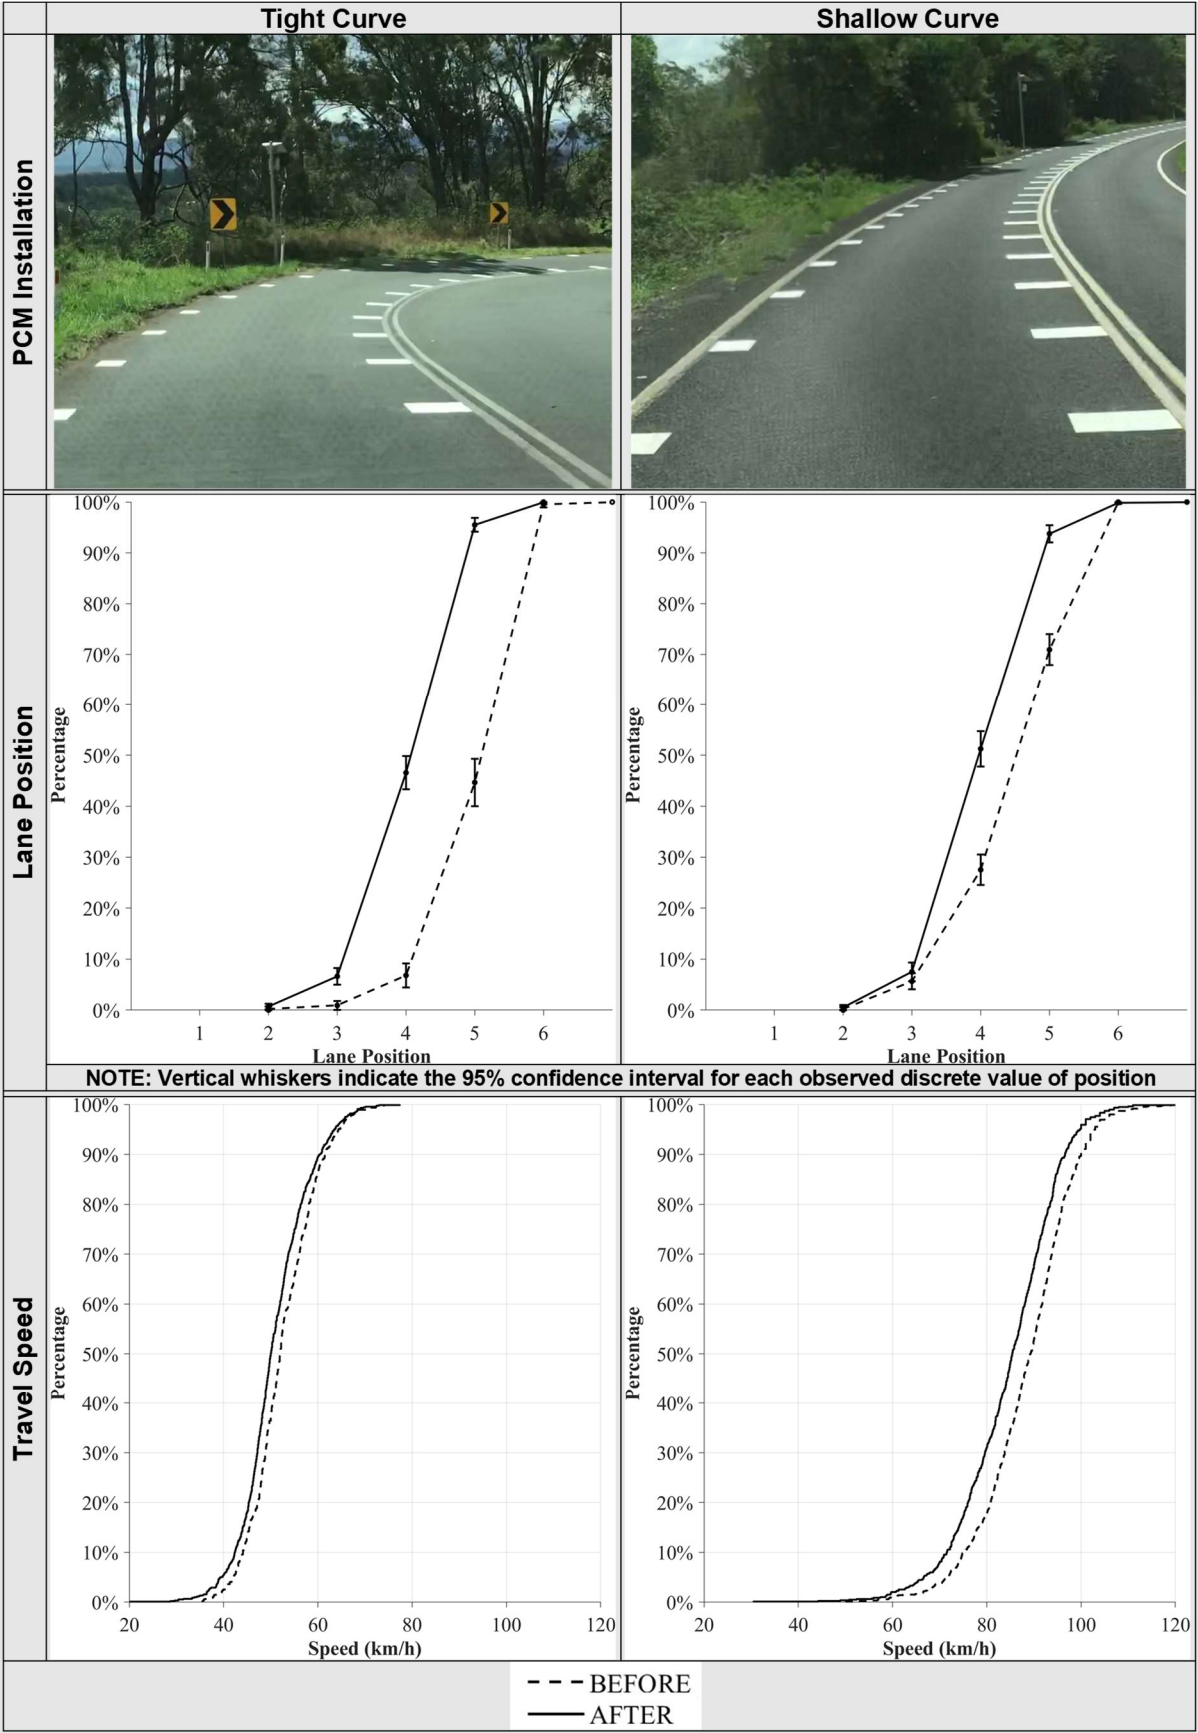 Tight Curve
Shallow Curve
PCM Installation
Lane Position
100%
90%
80%
70%
60%
50%
40%
30%
20%
10%
0%
Percentage
1 2 3 4 5 6
Lane Position
100%
90%
80%
70%
60%
50%
40%
30%
20%
10%
0%
Percentage
1 2 3 4 5 6
Lane Position
NOTE: Vertical whiskers indicate the 95% confidence interval for each observed discrete value of position
Travel Speed
100%
90%
80%
70%
60%
50%
40%
30%
20%
10%
0%
Percentage
20 40 60 80 100 120
Speed (km/h)
100%
90%
80%
70%
60%
50%
40%
30%
20%
10%
0%
Percentage
20 40 60 80 100 120
Speed (km/h)
BEFORE
AFTER